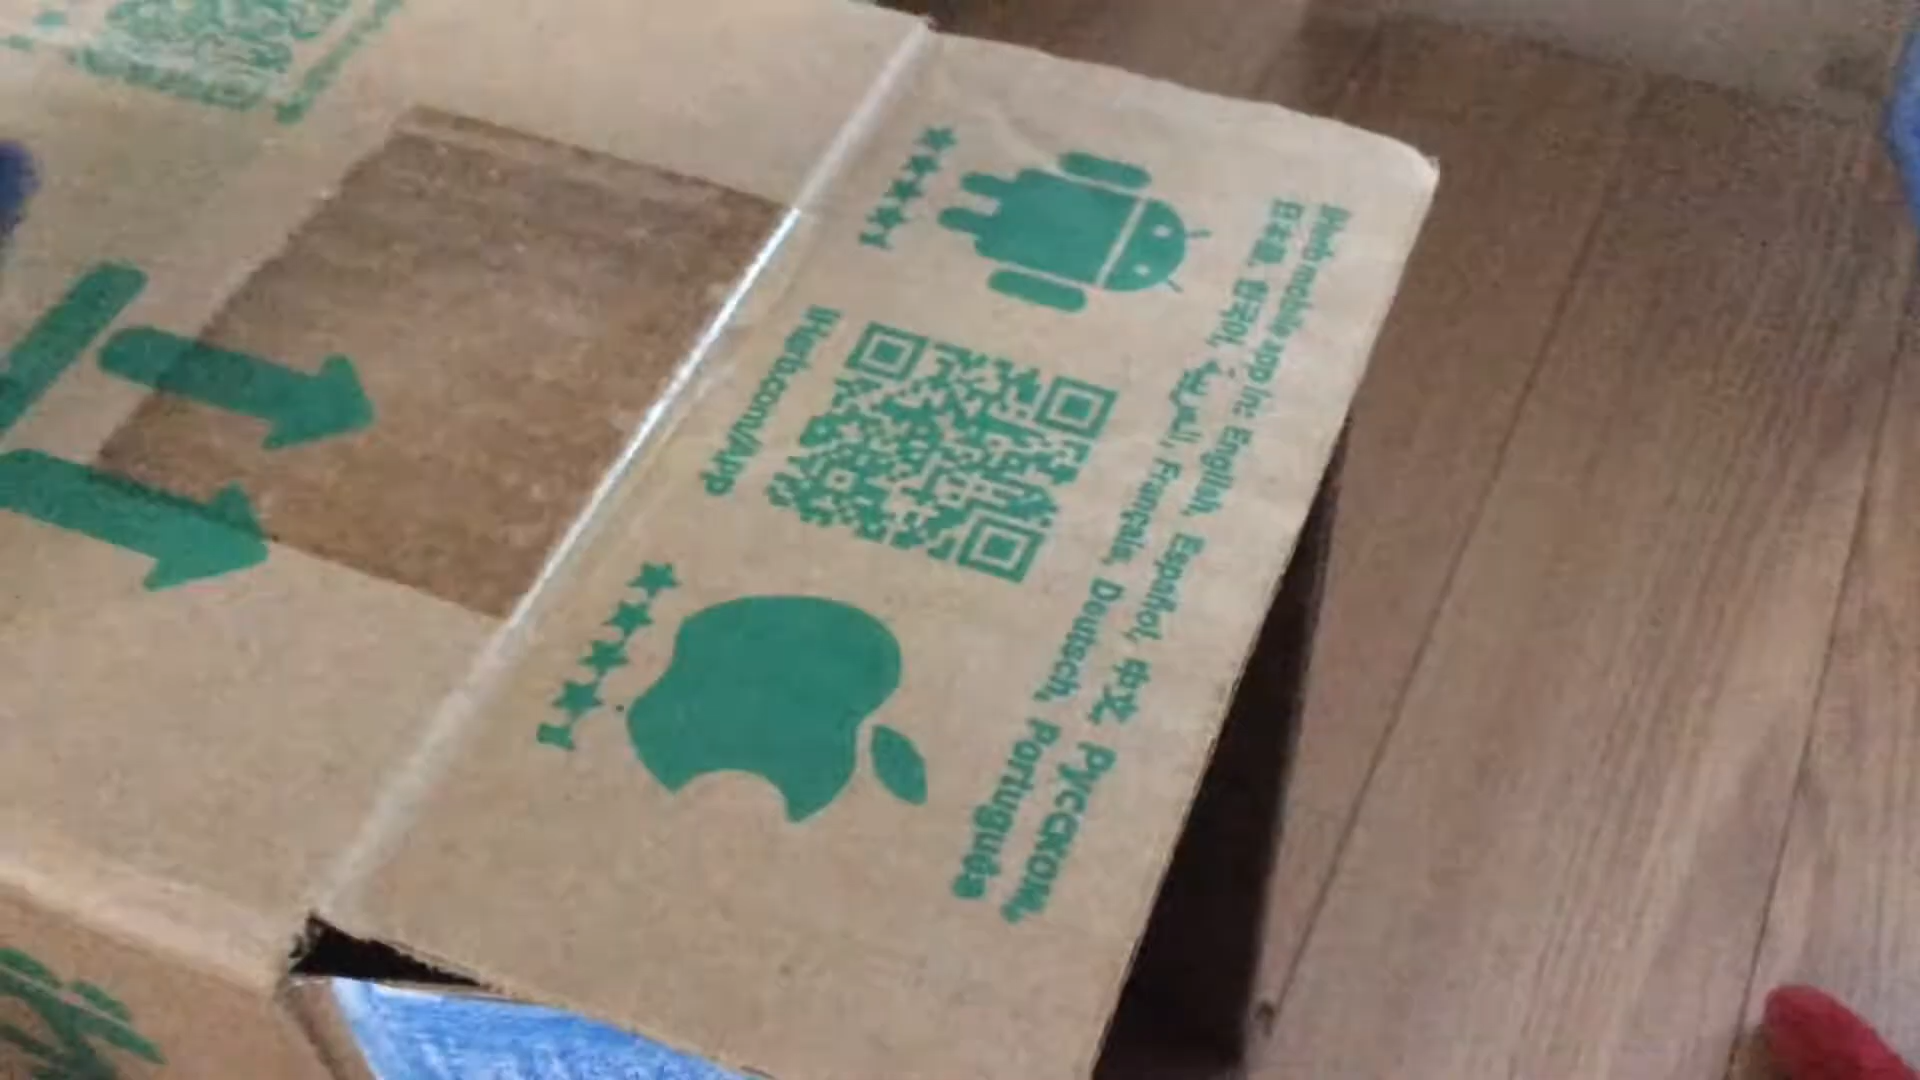 iHerb mobile app in: English, Español, 中文, Русском,
日本語, 한국어, العربية, Français, Deutsch, Português
iHerb.com/APP